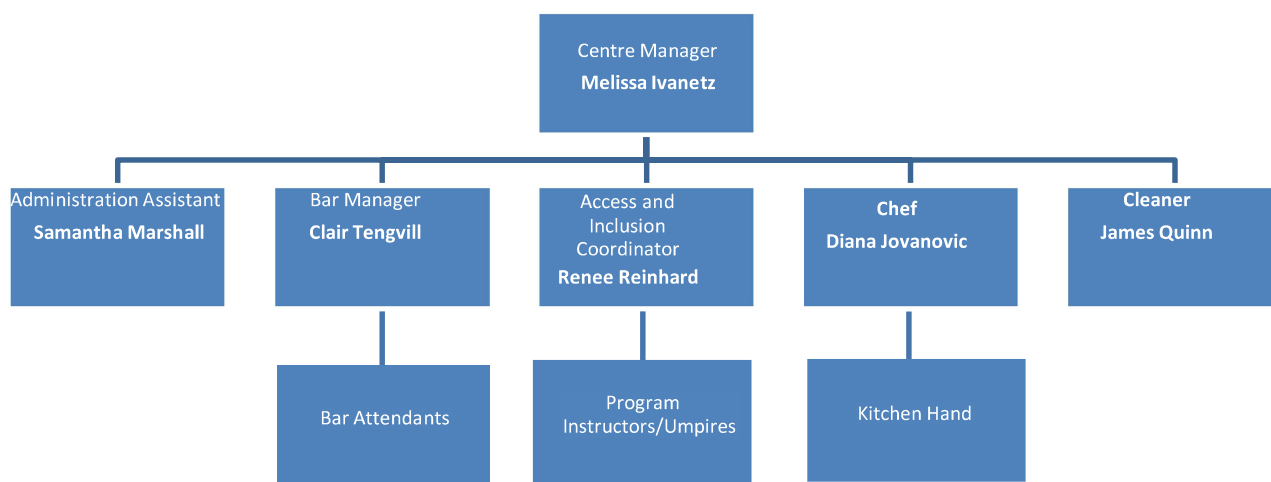 Centre Manager
Melissa Ivanetz
Administration Assistant
Samantha Marshall
Bar Manager
Clair Tengvill
Access and
Inclusion
Coordinator
Renee Reinhard
Chef
Diana Jovanovic
Cleaner
James Quinn
Bar Attendants
Program
Instructors/Umpires
Kitchen Hand